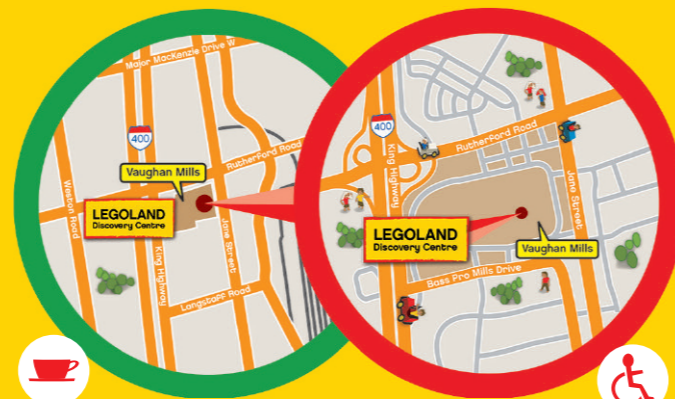 Major MacKenzie Drive W
400
Rutherford Road
Vaughan Mills
Weston Road
LEGOLAND
Discovery Centre
King Highway
Jane Street
Langstaff Road
400
King Highway
Rutherford Road
Jane Street
LEGOLAND
Discovery Centre
Vaughan Mills
Bass Pro Mills Drive